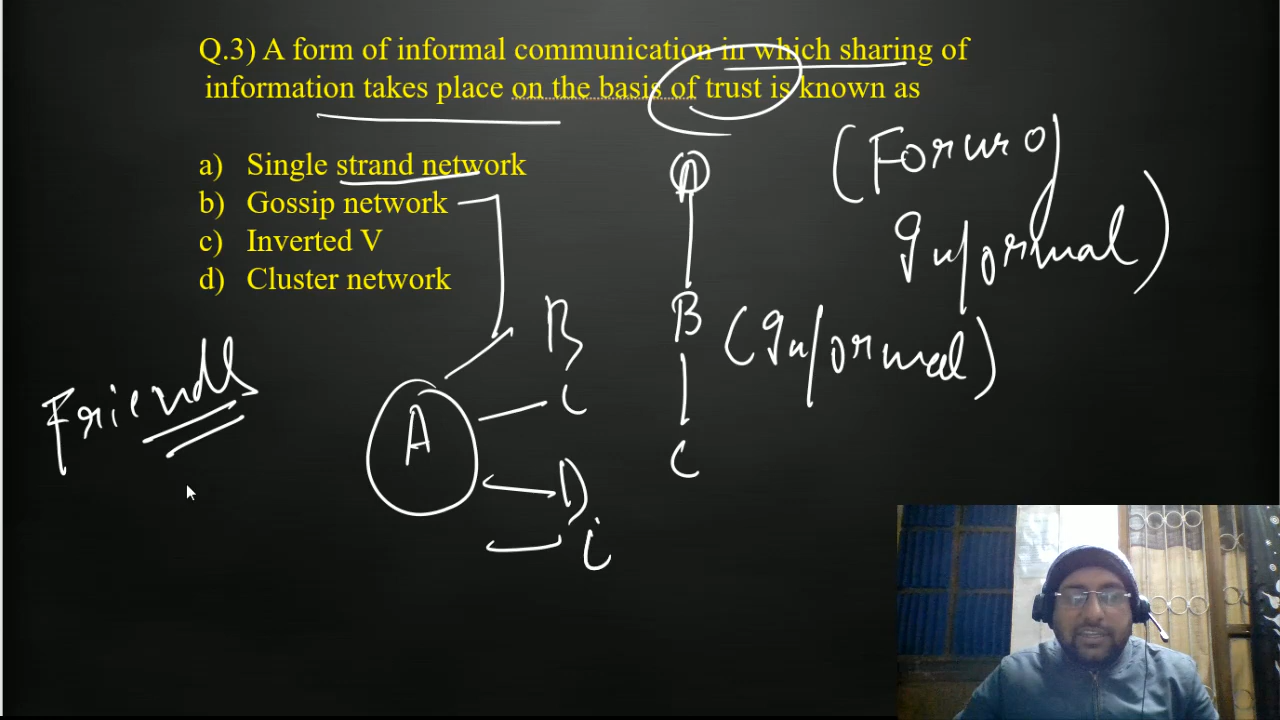 Q.3) A form of informal communication in which sharing of
information takes place on the basis of trust is known as
a) Single strand network
b) Gossip network
c) Inverted V
d) Cluster network
A
B
C
(Informal)
Informal)
Friends
A
B
C
D